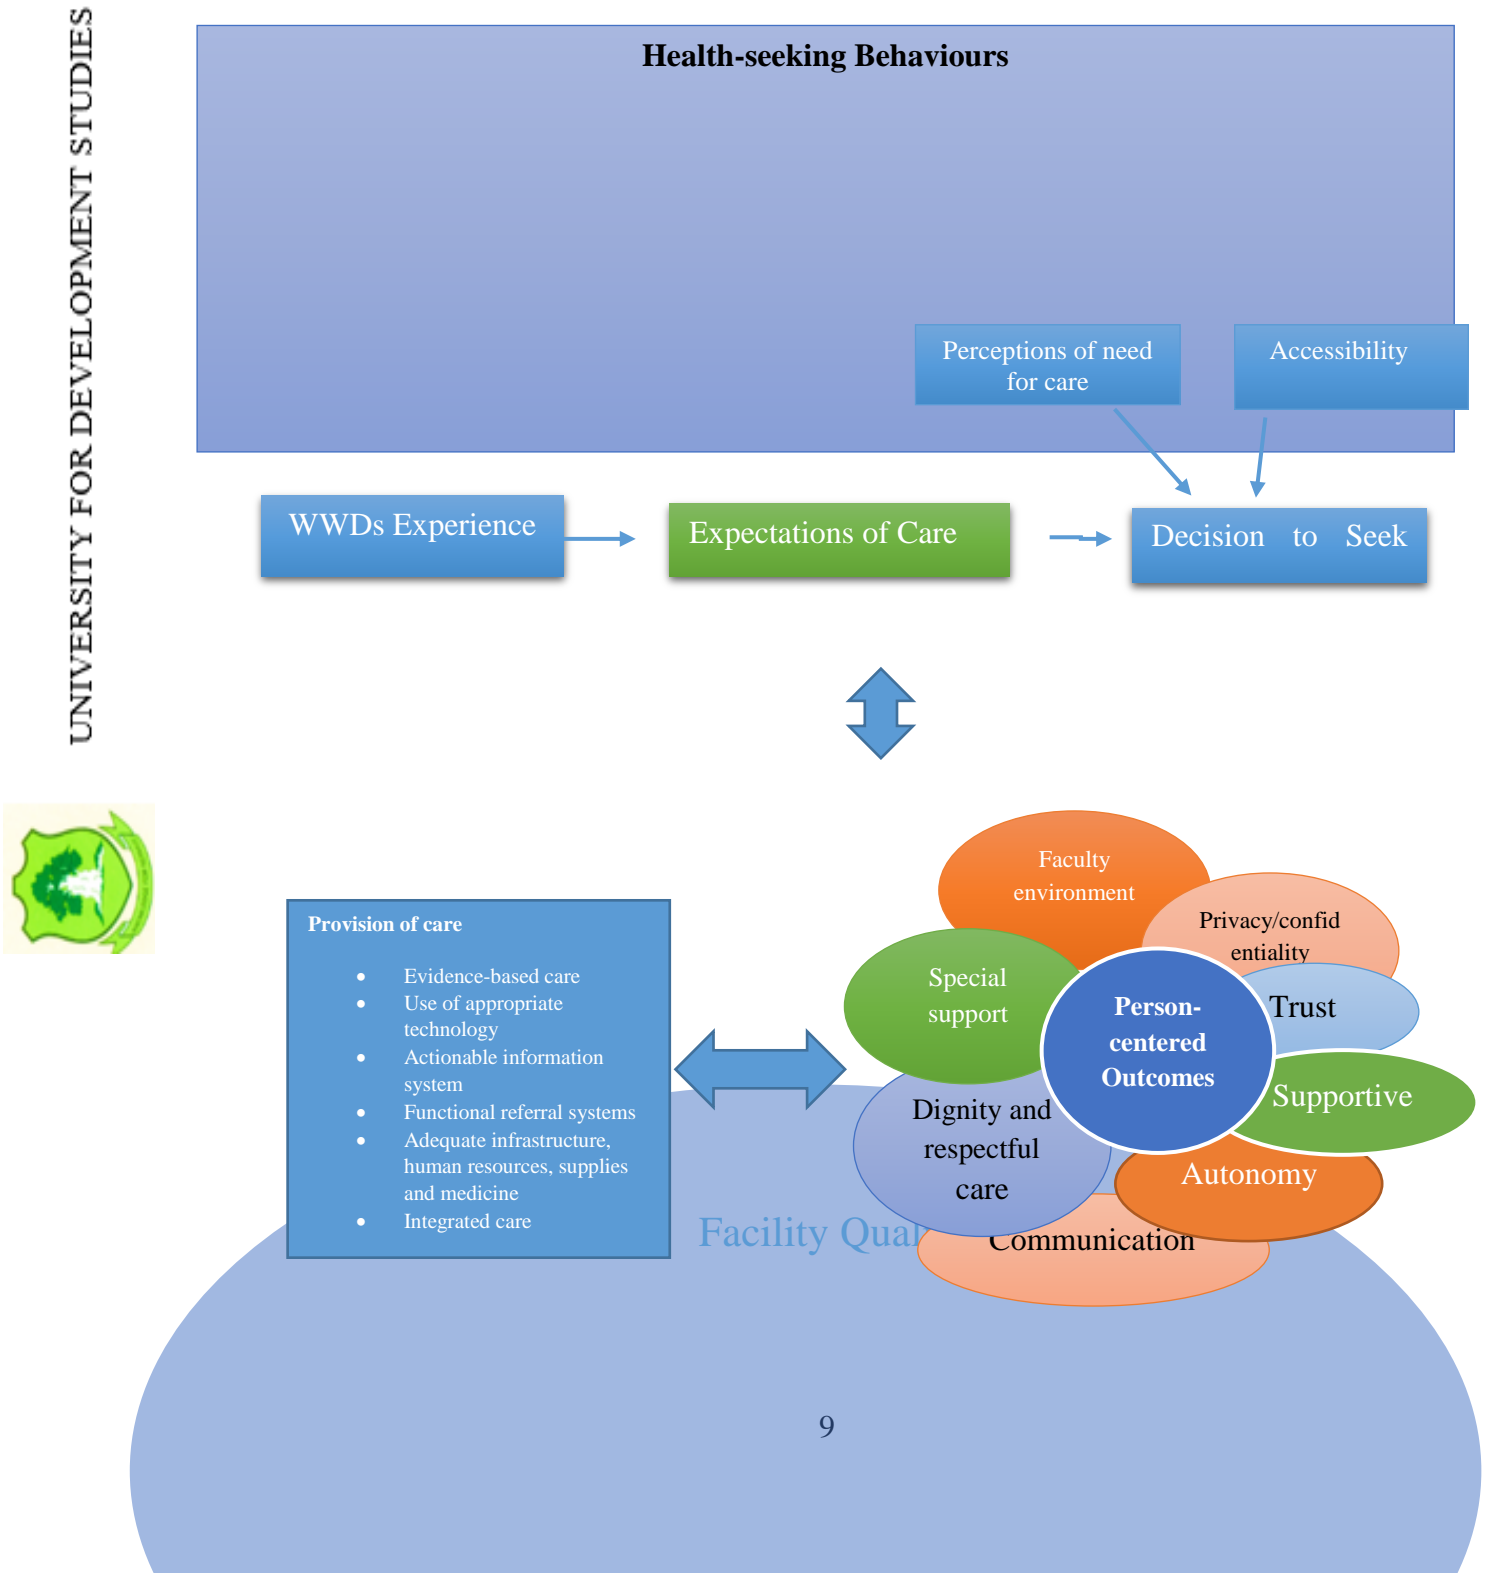 UNIVERSITY FOR DEVELOPMENT STUDIES
Health-seeking Behaviours
Perceptions of need
for care
Accessibility
WWDs Experience
Expectations of Care
Decision to Seek
Faculty
environment
Privacy/confid
entiality
Special
support
Person-
centered
Outcomes
Trust
Supportive
Dignity and
respectful
care
Autonomy
Communication
Provision of care
• Evidence-based care
• Use of appropriate
technology
• Actionable information
system
• Functional referral systems
• Adequate infrastructure,
human resources, supplies
and medicine
• Integrated care
Facility Qual
9